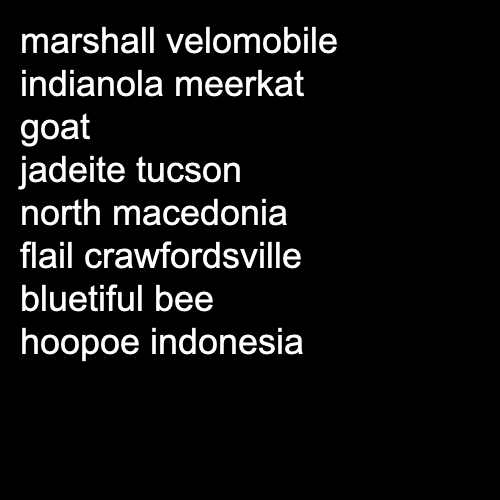 marshall velomobile
indianola meerkat
goat
jadeite tucson
north macedonia
flail crawfordsville
bluetiful bee
hoopoe indonesia